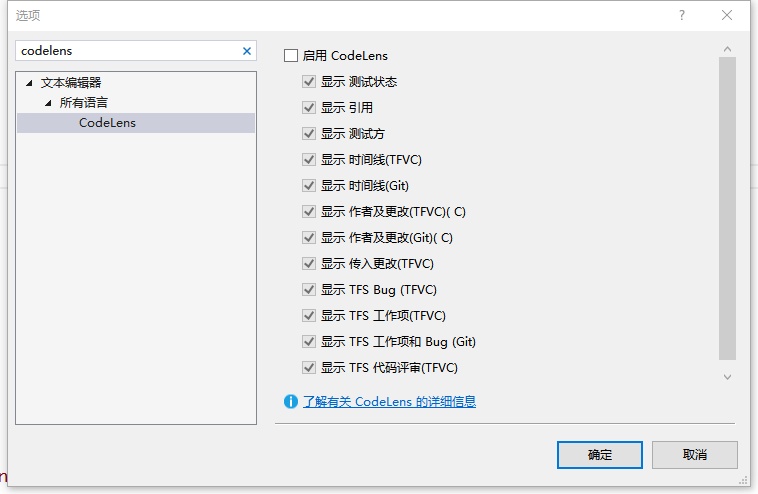 选项
?
codelens
文本编辑器
所有语言
CodeLens
启用 CodeLens
显示 测试状态
显示 引用
显示 测试方
显示 时间线(TFVC)
显示 时间线(Git)
显示 作者及更改(TFVC)( C)
显示 作者及更改(Git)( C)
显示 传入更改(TFVC)
显示 TFS Bug (TFVC)
显示 TFS 工作项(TFVC)
显示 TFS 工作项和 Bug (Git)
显示 TFS 代码评审(TFVC)
了解有关 CodeLens 的详细信息
确定
取消
n